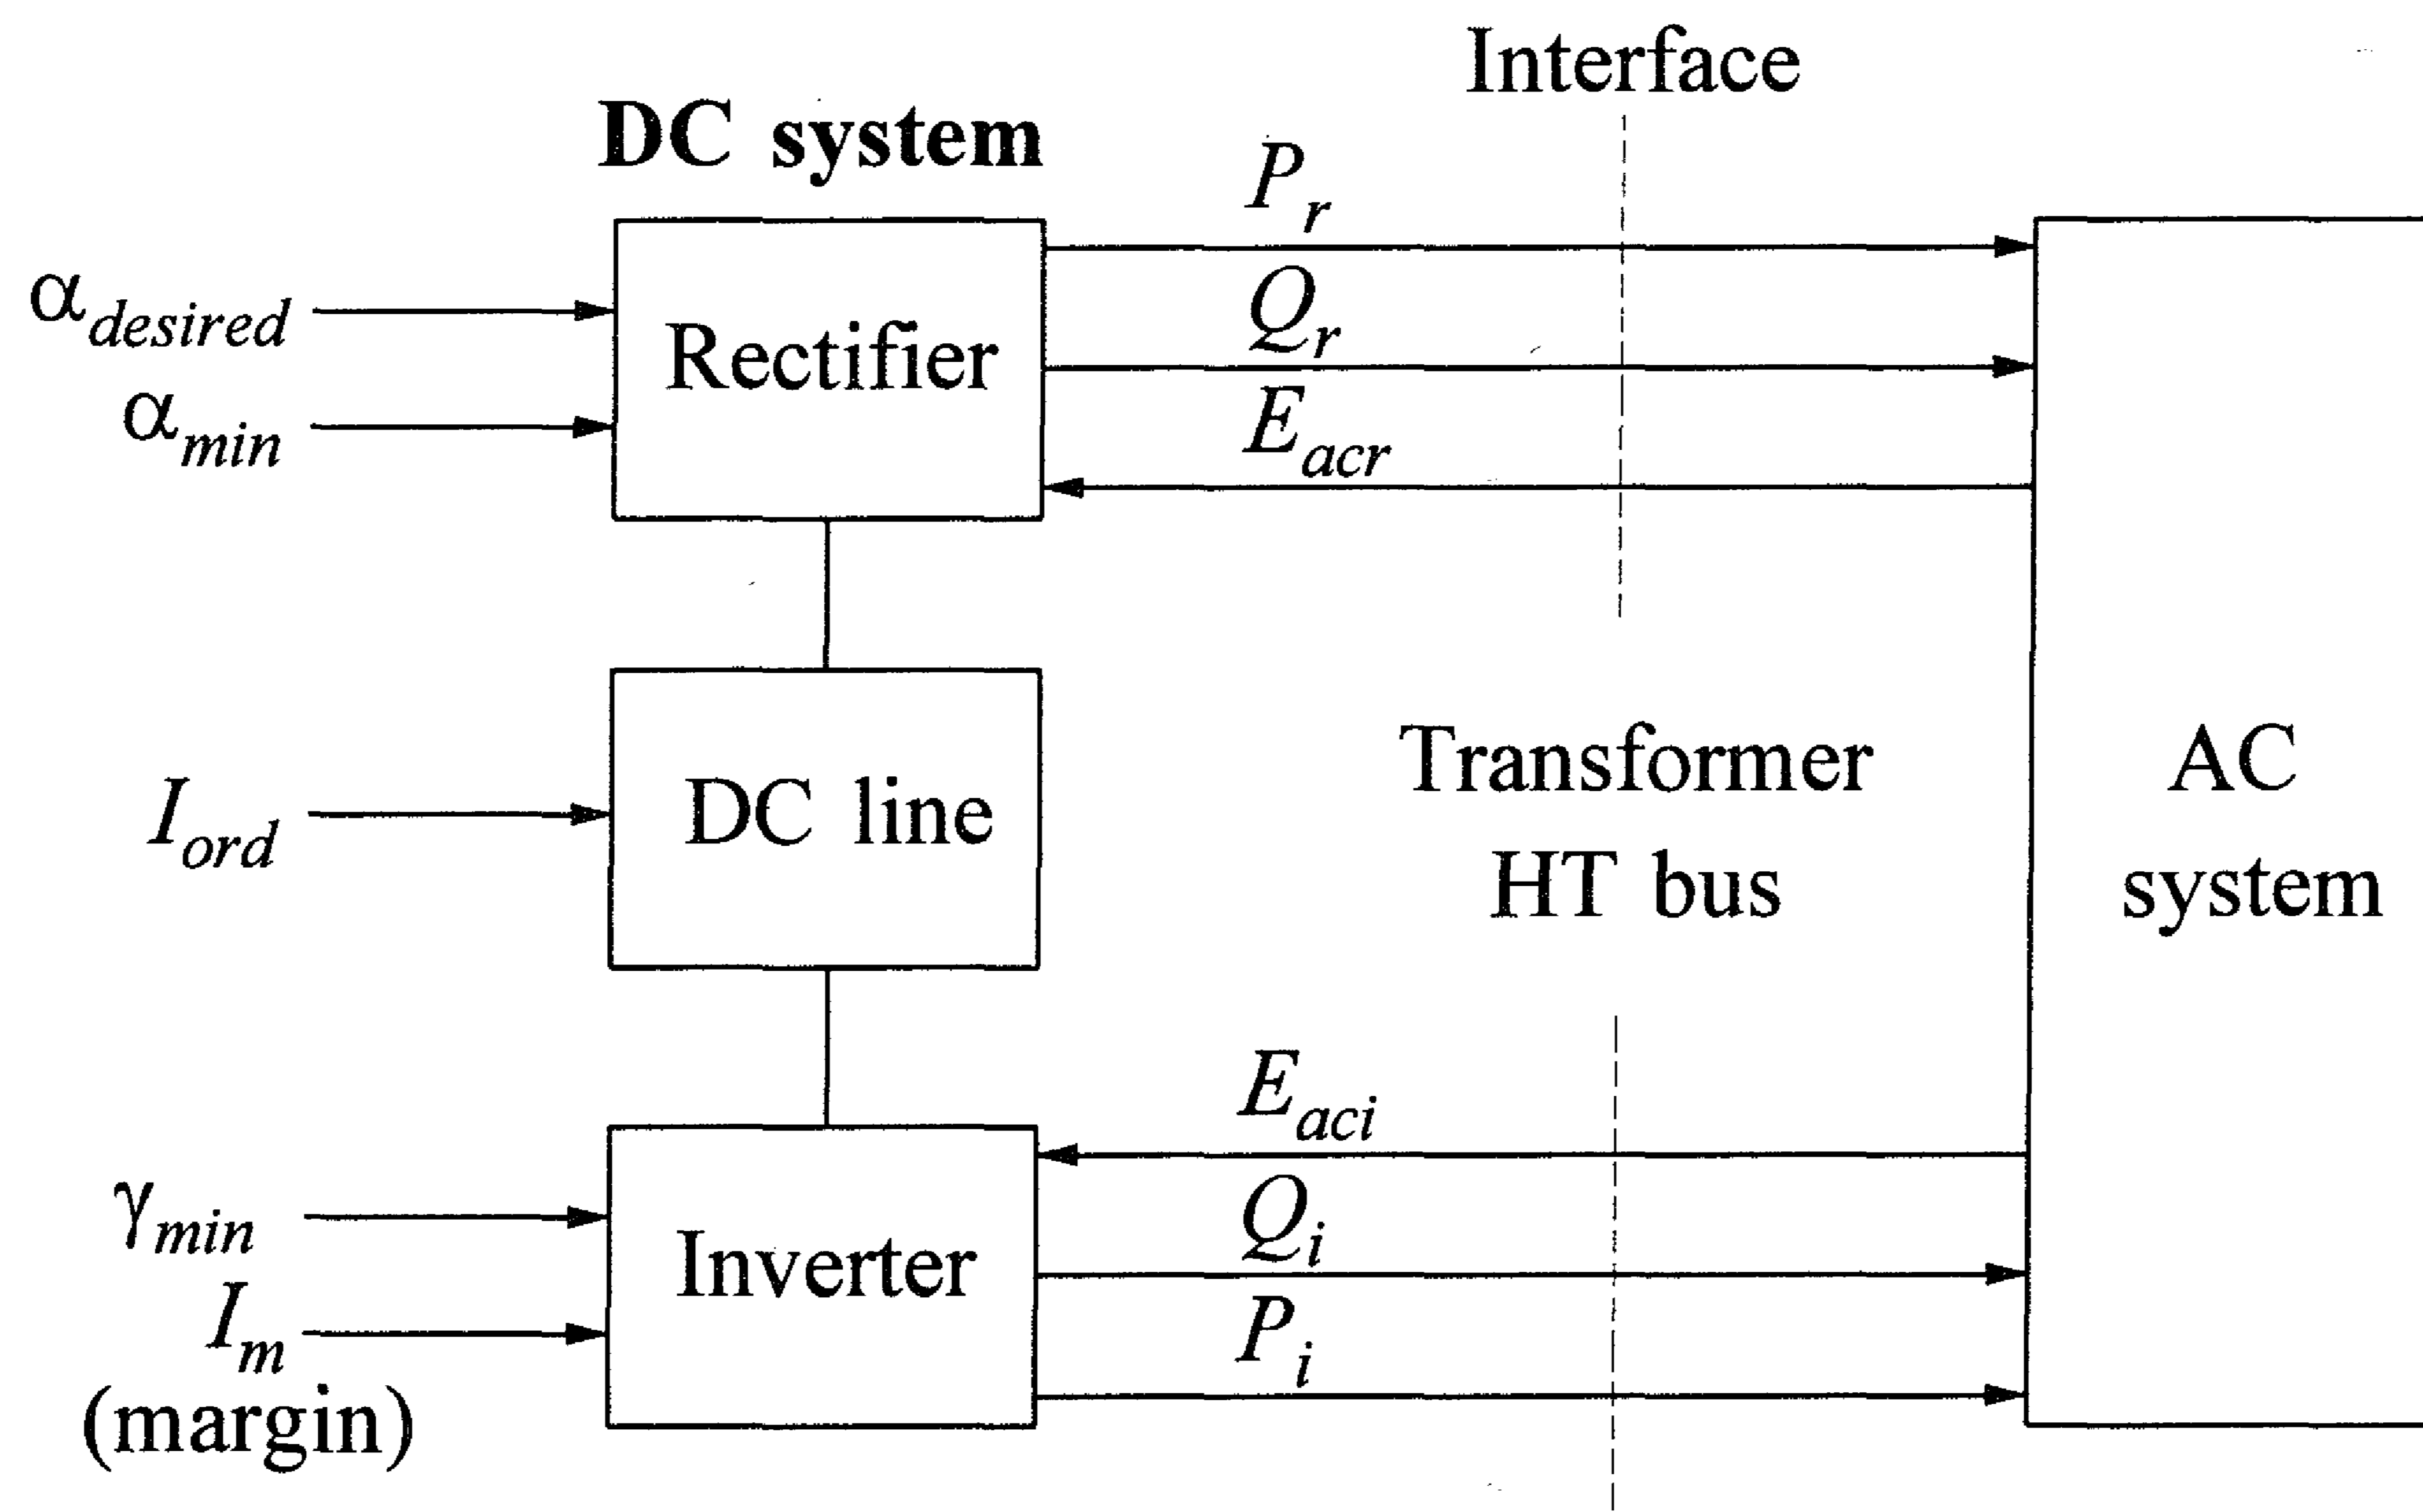 Interface
DC system
P_r
α_desired
Q_r
Rectifier
α_min
E_acr
Transformer
AC
I_ord
DC line
HT bus
system
E_aci
γ_min
Q_i
Inverter
I_m
P_i
(margin)